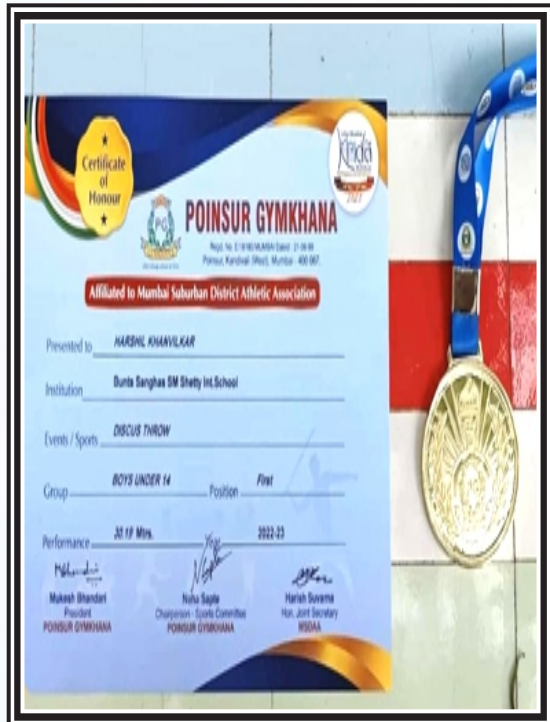 Certificate
of
Honour
PG
POINSUR GYMKHANA
Poinsur, Kandivali (West), Mumbai - 400 067.
Affiliated to Mumbai Suburban District Athletic Association
Presented to HARSHIL KHANVILKAR
Institution Bunts Sanghas SM Shetty Int.School
Events / Sports DISCUS THROW
Group BOYS UNDER 14 Position First
Performance Mtrs. Year 2022-23
Mukesh Bhandari
President
POINSUR GYMKHANA
Sapte
Chairperson - Sports Committee
POINSUR GYMKHANA
Harish Suvarna
Hon. Joint Secretary
MSDAA